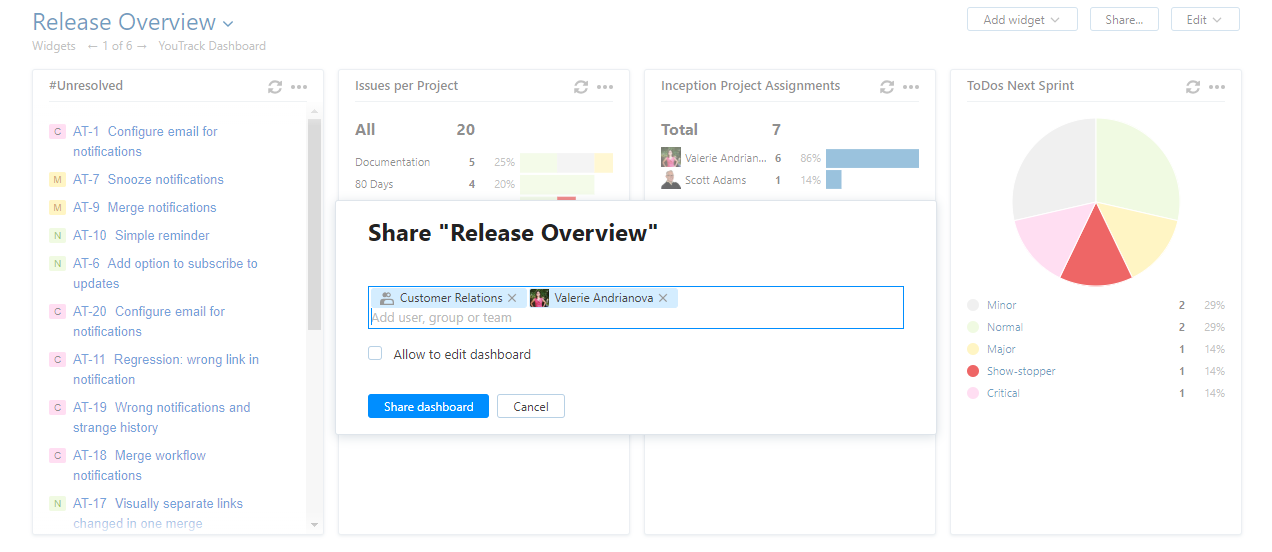 Release Overview
Add widget
Share...
Edit
Widgets ← 1 of 6 → YouTrack Dashboard
#Unresolved
C AT-1 Configure email for
notifications
M AT-7 Snooze notifications
M AT-9 Merge notifications
N AT-10 Simple reminder
N AT-6 Add option to subscribe to
updates
C AT-20 Configure email for
notifications
C AT-11 Regression: wrong link in
notification
C AT-19 Wrong notifications and
strange history
C AT-18 Merge workflow
notifications
N AT-17 Visually separate links
changed in one merge
Issues per Project
All 20
Documentation 5 25%
80 Days 4 20%
Inception Project Assignments
Total 7
Valerie Andrian... 6 86%
Scott Adams 1 14%
ToDos Next Sprint
Minor 2 29%
Normal 2 29%
Major 1 14%
Show-stopper 1 14%
Critical 1 14%
Share "Release Overview"
Customer Relations × Valerie Andrianova ×
Add user, group or team
Allow to edit dashboard
Share dashboard
Cancel